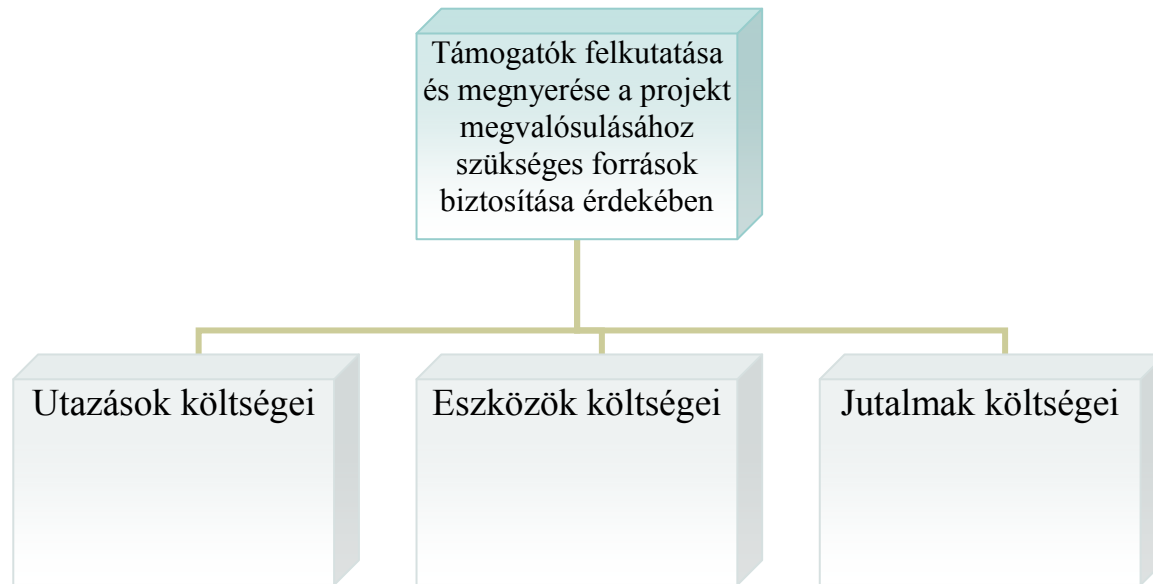 Támogatók felkutatása
és megnyerése a projekt
megvalósulásához
szükséges források
biztosítása érdekében
Utazások költségei
Eszközök költségei
Jutalmak költségei